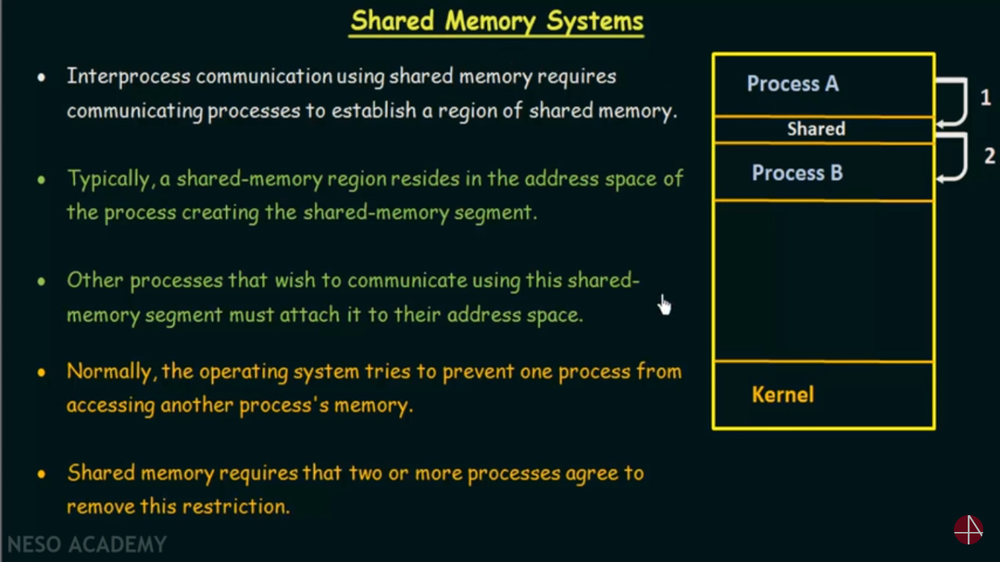 Shared Memory Systems
• Interprocess communication using shared memory requires
communicating processes to establish a region of shared memory.
• Typically, a shared-memory region resides in the address space of
the process creating the shared-memory segment.
• Other processes that wish to communicate using this shared-
memory segment must attach it to their address space.
• Normally, the operating system tries to prevent one process from
accessing another process's memory.
• Shared memory requires that two or more processes agree to
remove this restriction.
Process A
1
Shared
2
Process B
Kernel
NESO ACADEMY